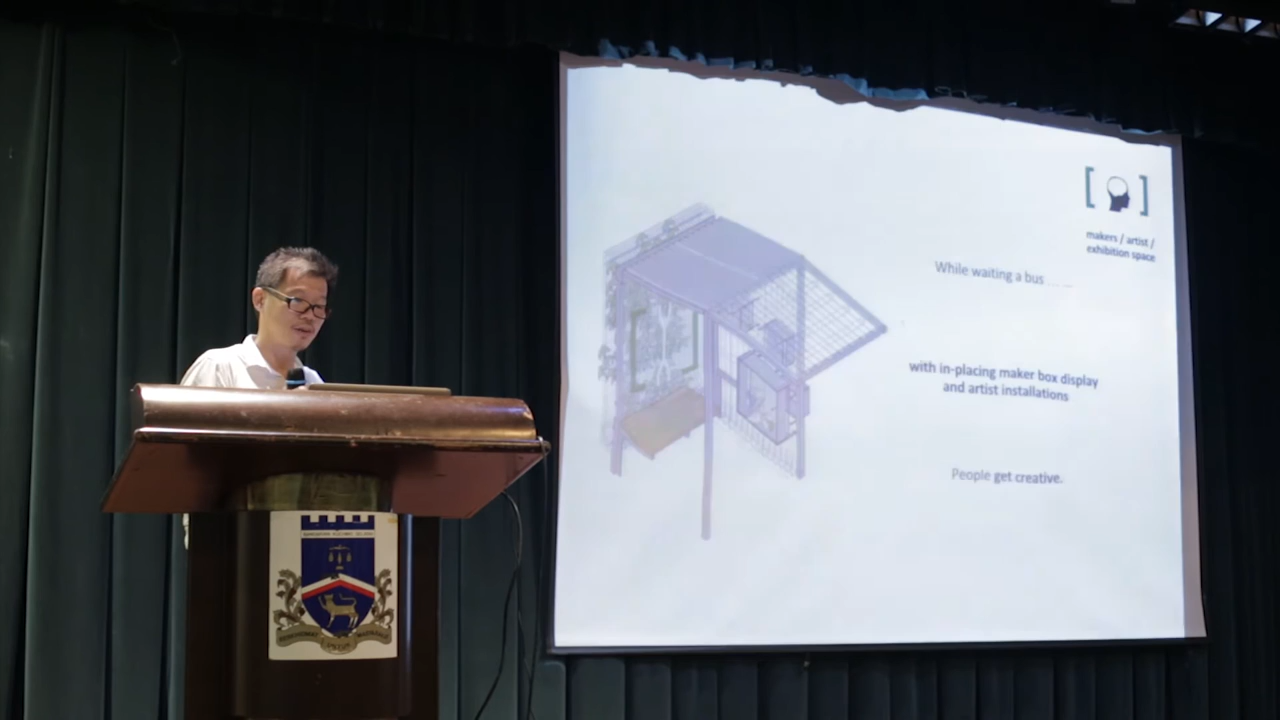 makers / artist /
exhibition space
While waiting a bus
with in-placing maker box display
and artist installations
People get creative.